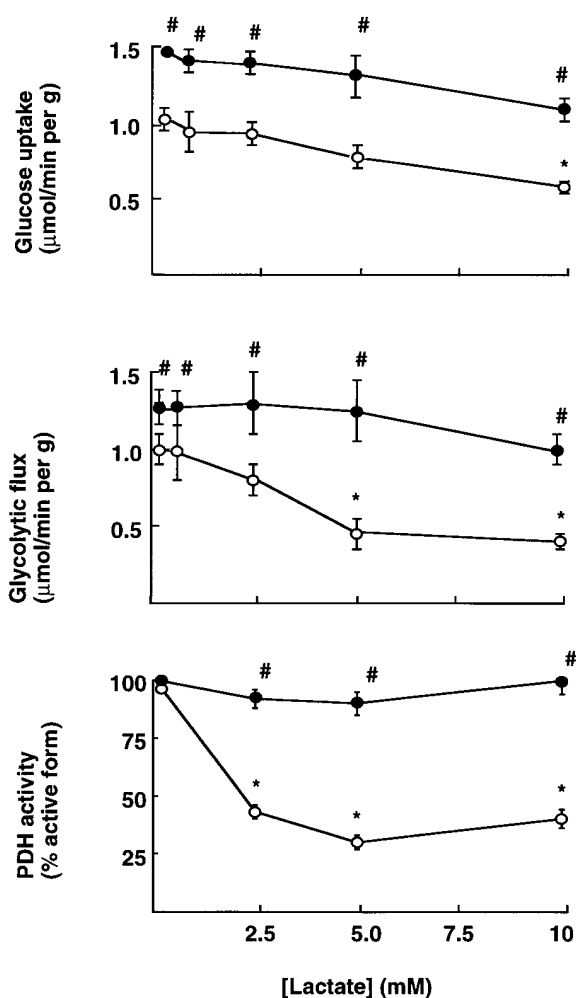 # # # # #
1.5
1.0
0.5
*
Glucose uptake
(μmol/min per g)
# # # # #
1.5
1.0
0.5
* *
Glycolytic flux
(μmol/min per g)
# # #
100
75
50
25
* * *
PDH activity
(% active form)
2.5 5.0 7.5 10
[Lactate] (mM)